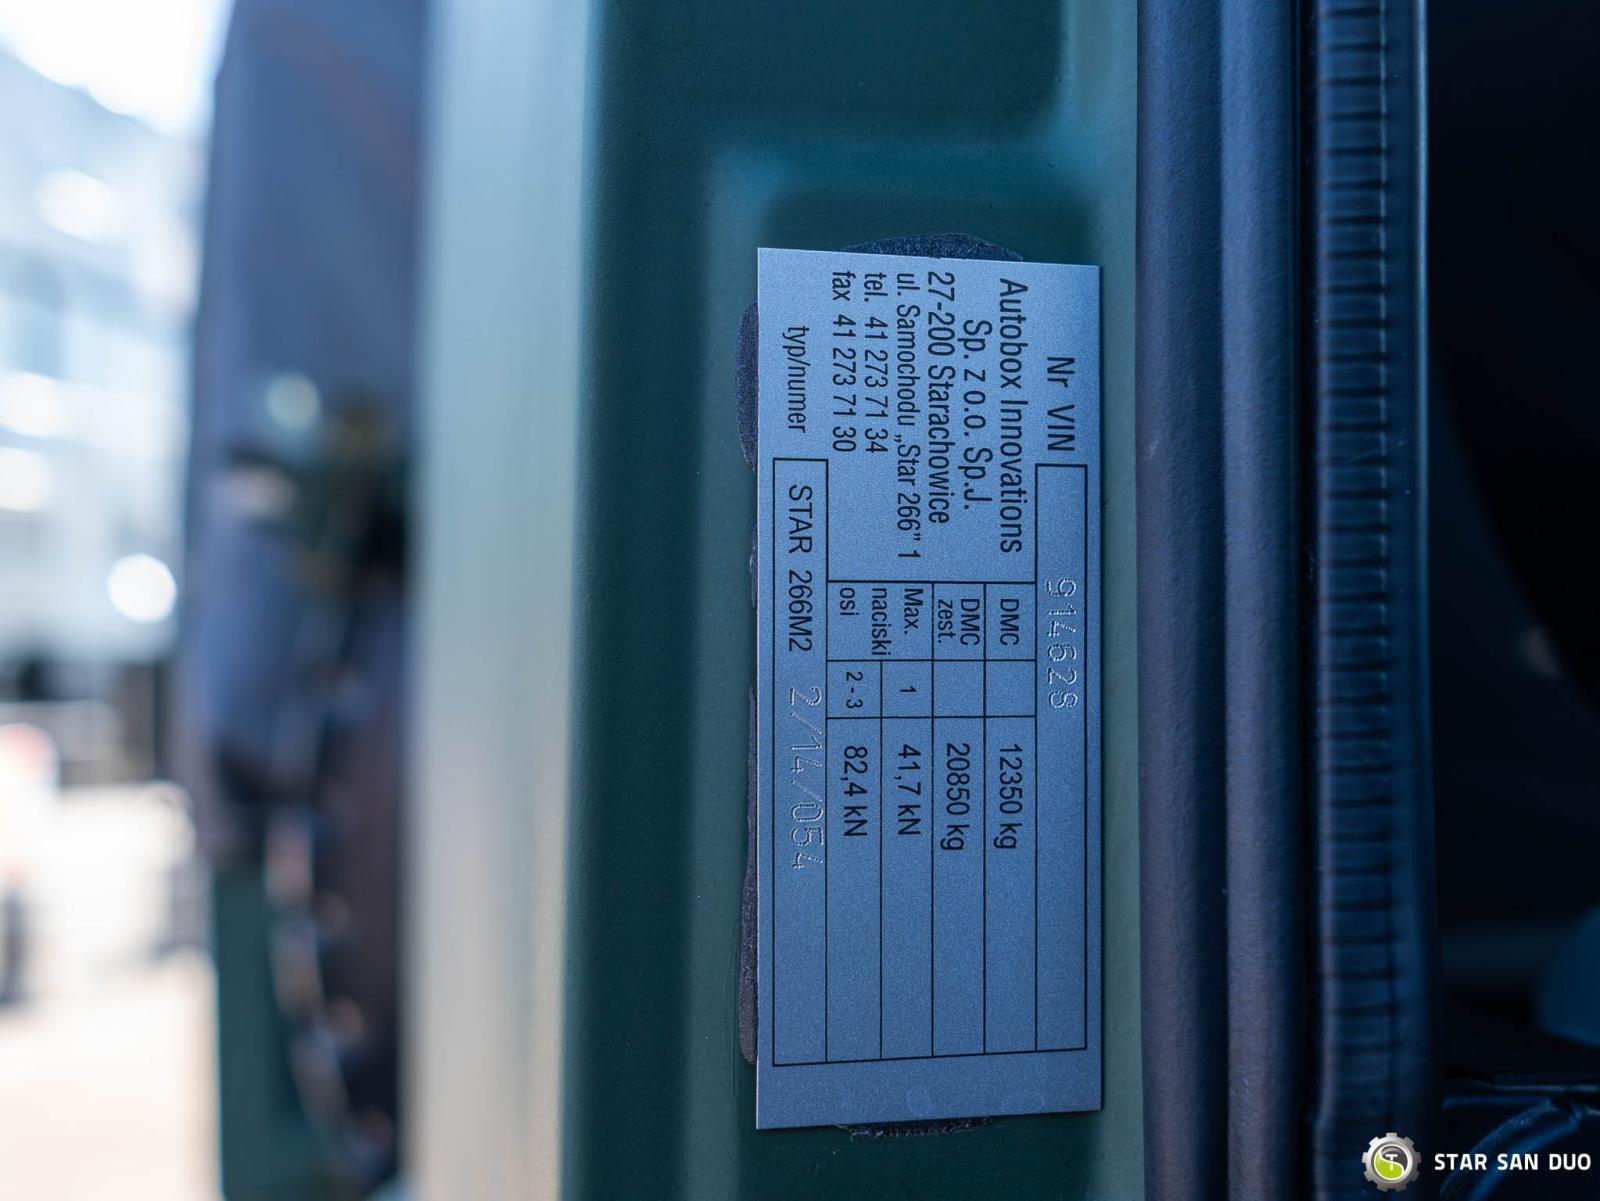 Nr VIN 914628
Autobox Innovations
Sp. z o.o. Sp.J.
27-200 Starachowice
ul. Samochodu „Star 266” 1
tel. 41 273 71 34
fax 41 273 71 30
DMC 12350 kg
DMC zest. 20850 kg
Max. naciski osi 1 41,7 kN
2 - 3 82,4 kN
typ/numer STAR 266M2 2/14/054
STAR SAN DUO